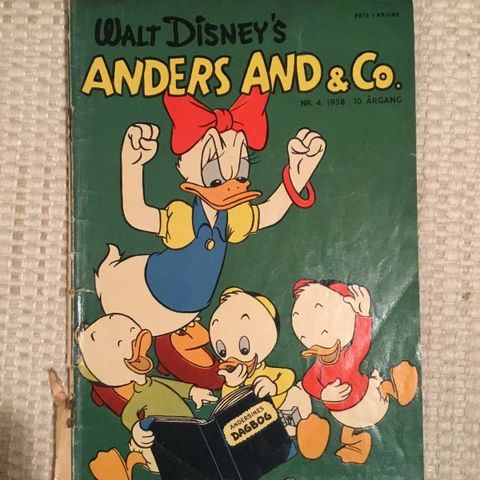 PRIS 1 KRONE
WALT DISNEY'S
ANDERS AND & Co.
NR. 4. 1958 10 ÅRGANG
ANDERSINES
DAGBOG